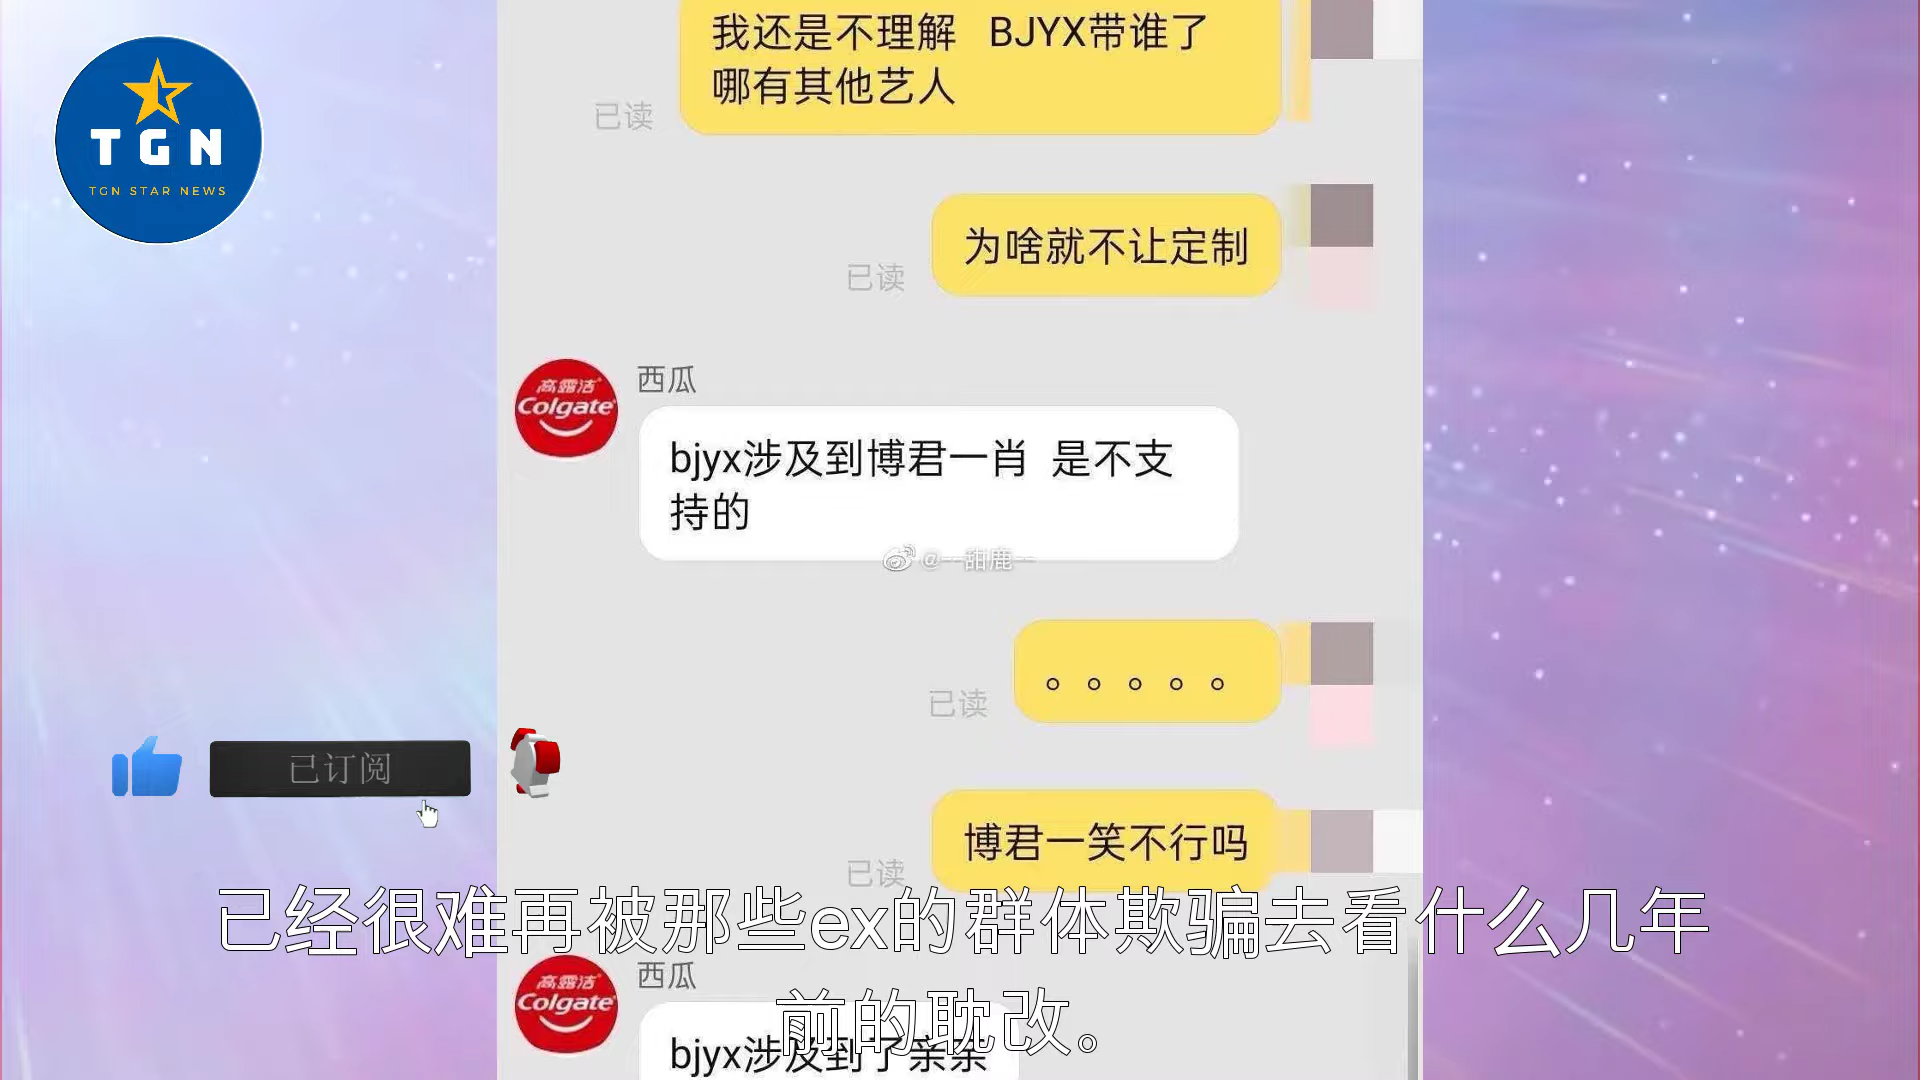 我还是不理解 BJYX带谁了
哪有其他艺人
已读
TGN
TGN STAR NEWS
为啥就不让定制
已读
西瓜
高露洁
Colgate
bjyx涉及到博君一肖 是不支
持的
@一甜鹿一
。。。。。
已读
已订阅
博君一笑不行吗
已读
已经很难再被那些ex的群体欺骗去看什么几年
前的耽改。
西瓜
高露洁
Colgate
bjyx涉及到了亲亲